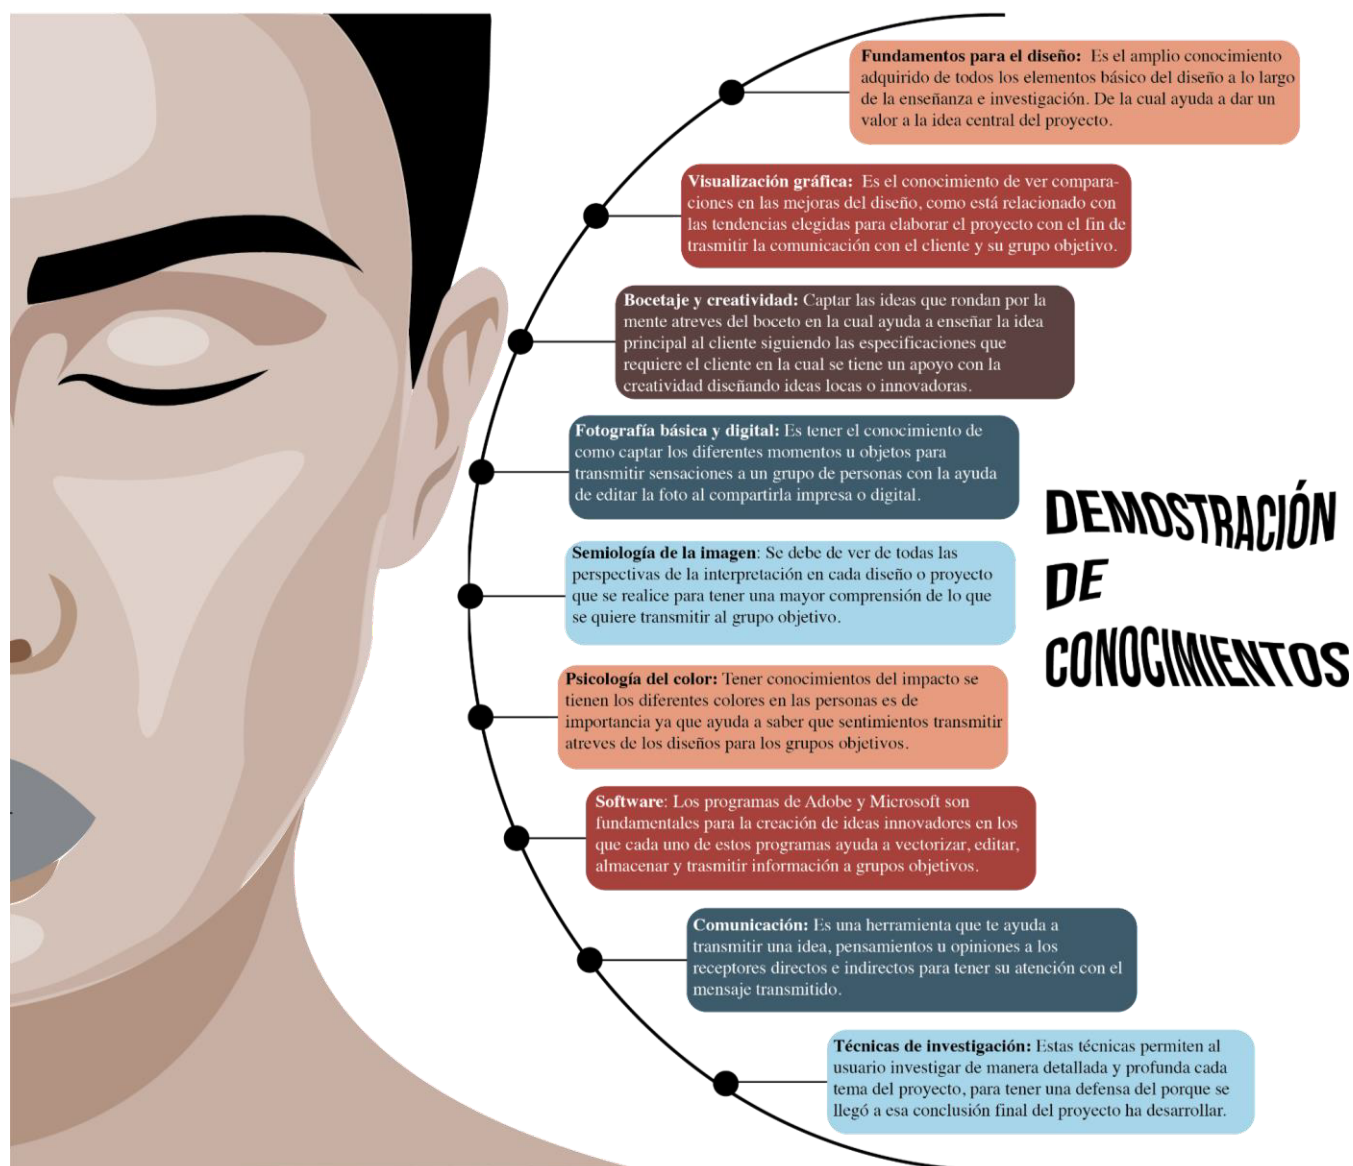 Fundamentos para el diseño: Es el amplio conocimiento
adquirido de todos los elementos básico del diseño a lo largo
de la enseñanza e investigación. De la cual ayuda a dar un
valor a la idea central del proyecto.
Visualización gráfica: Es el conocimiento de ver compara-
ciones en las mejoras del diseño, como está relacionado con
las tendencias elegidas para elaborar el proyecto con el fin de
trasmitir la comunicación con el cliente y su grupo objetivo.
Bocetaje y creatividad: Captar las ideas que rondan por la
mente atreves del boceto en la cual ayuda a enseñar la idea
principal al cliente siguiendo las especificaciones que
requiere el cliente en la cual se tiene un apoyo con la
creatividad diseñando ideas locas o innovadoras.
Fotografía básica y digital: Es tener el conocimiento de
como captar los diferentes momentos u objetos para
transmitir sensaciones a un grupo de personas con la ayuda
de editar la foto al compartirla impresa o digital.
Semiología de la imagen: Se debe de ver de todas las
perspectivas de la interpretación en cada diseño o proyecto
que se realice para tener una mayor comprensión de lo que
se quiere transmitir al grupo objetivo.
Psicología del color: Tener conocimientos del impacto se
tienen los diferentes colores en las personas es de
importancia ya que ayuda a saber que sentimientos transmitir
atreves de los diseños para los grupos objetivos.
Software: Los programas de Adobe y Microsoft son
fundamentales para la creación de ideas innovadores en los
que cada uno de estos programas ayuda a vectorizar, editar,
almacenar y trasmitir información a grupos objetivos.
Comunicación: Es una herramienta que te ayuda a
transmitir una idea, pensamientos u opiniones a los
receptores directos e indirectos para tener su atención con el
mensaje transmitido.
Técnicas de investigación: Estas técnicas permiten al
usuario investigar de manera detallada y profunda cada
tema del proyecto, para tener una defensa del porque se
llegó a esa conclusión final del proyecto ha desarrollar.
DEMOSTRACIÓN
DE
CONOCIMIENTOS